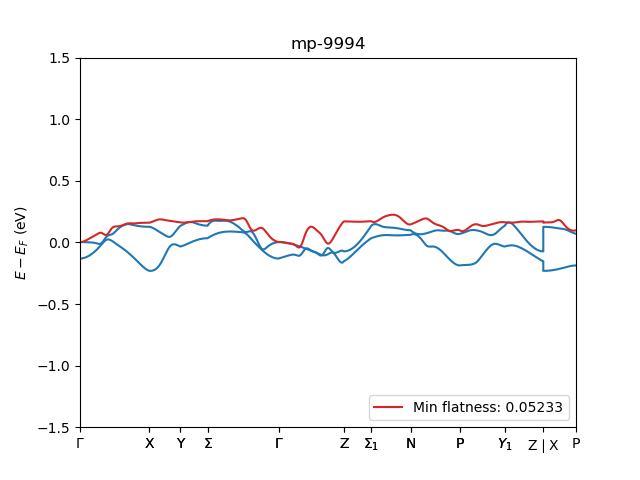 mp-9994
1.5
1.0
0.5
0.0
−0.5
−1.0
−1.5
E − E_F (eV)
Min flatness: 0.05233
Γ X Y Σ Γ Z Σ₁ N P Y₁ Z | X P